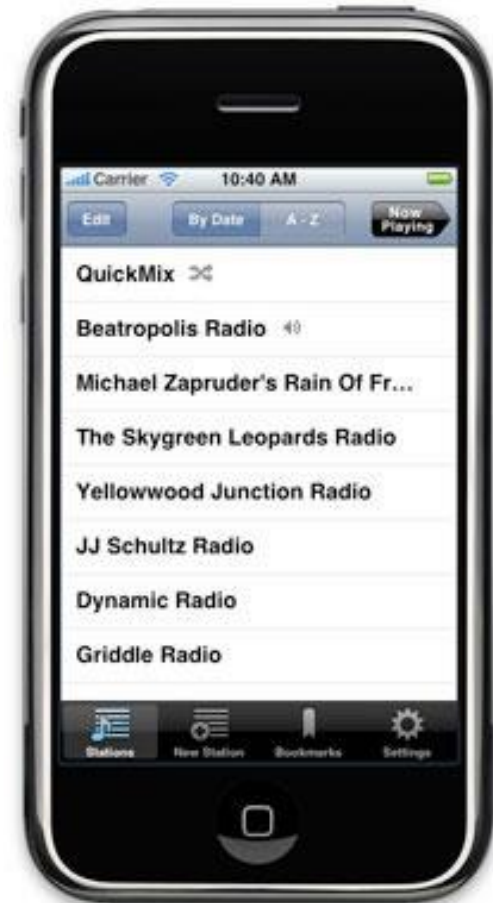 Carrier 10:40 AM
Edit By Date A - Z Now Playing
QuickMix
Beatropolis Radio
Michael Zapruder's Rain Of Fr...
The Skygreen Leopards Radio
Yellowwood Junction Radio
JJ Schultz Radio
Dynamic Radio
Griddle Radio
Stations New Station Bookmarks Settings